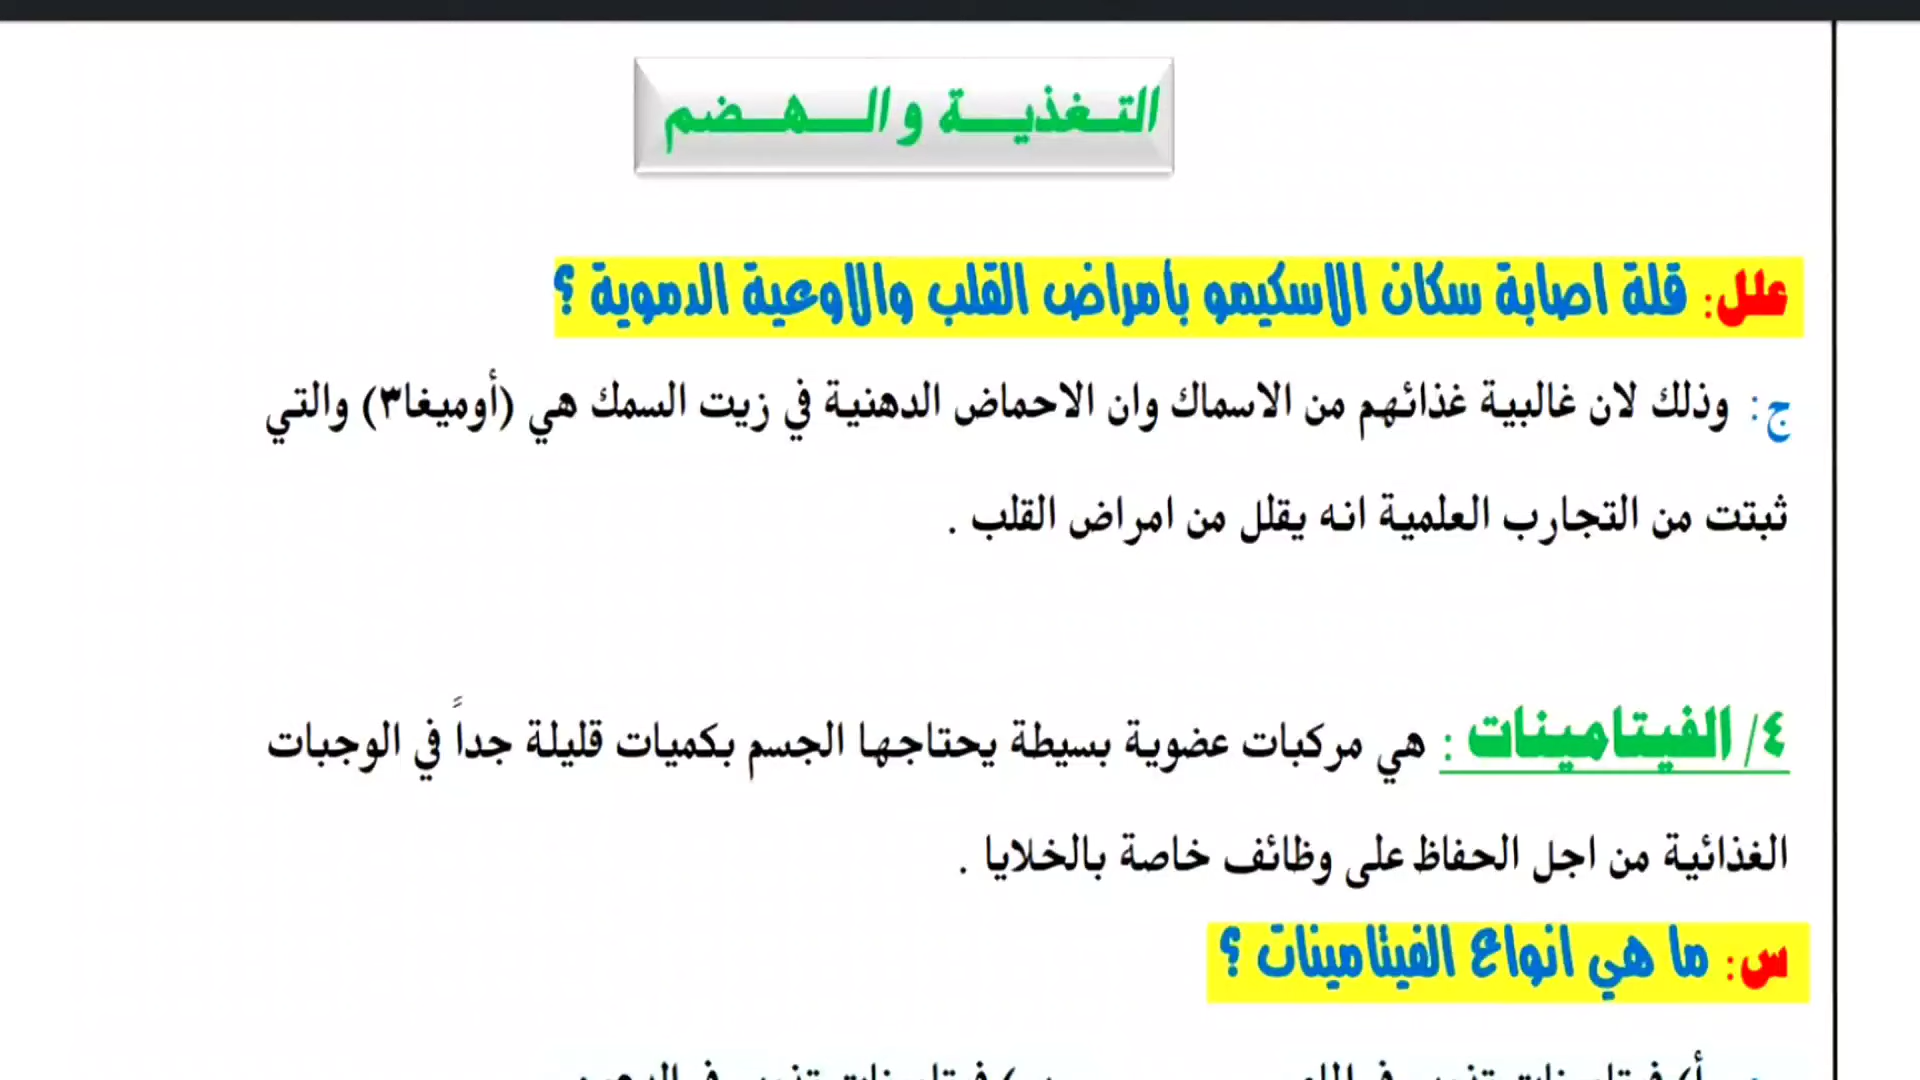 التـغذيـــة و الـــهـــضم
علل: قلة اصابة سكان الاسكيمو بأمراض القلب والاوعية الدموية ؟
ج: وذلك لان غالبية غذائهم من الاسماك وان الاحماض الدهنية في زيت السمك هي (أوميغا٣) والتي
ثبتت من التجارب العلمية انه يقلل من امراض القلب .
٤/ الفيتامينات : هي مركبات عضوية بسيطة يحتاجها الجسم بكميات قليلة جداً في الوجبات
الغذائية من اجل الحفاظ على وظائف خاصة بالخلايا .
س: ما هي انواع الفيتامينات ؟